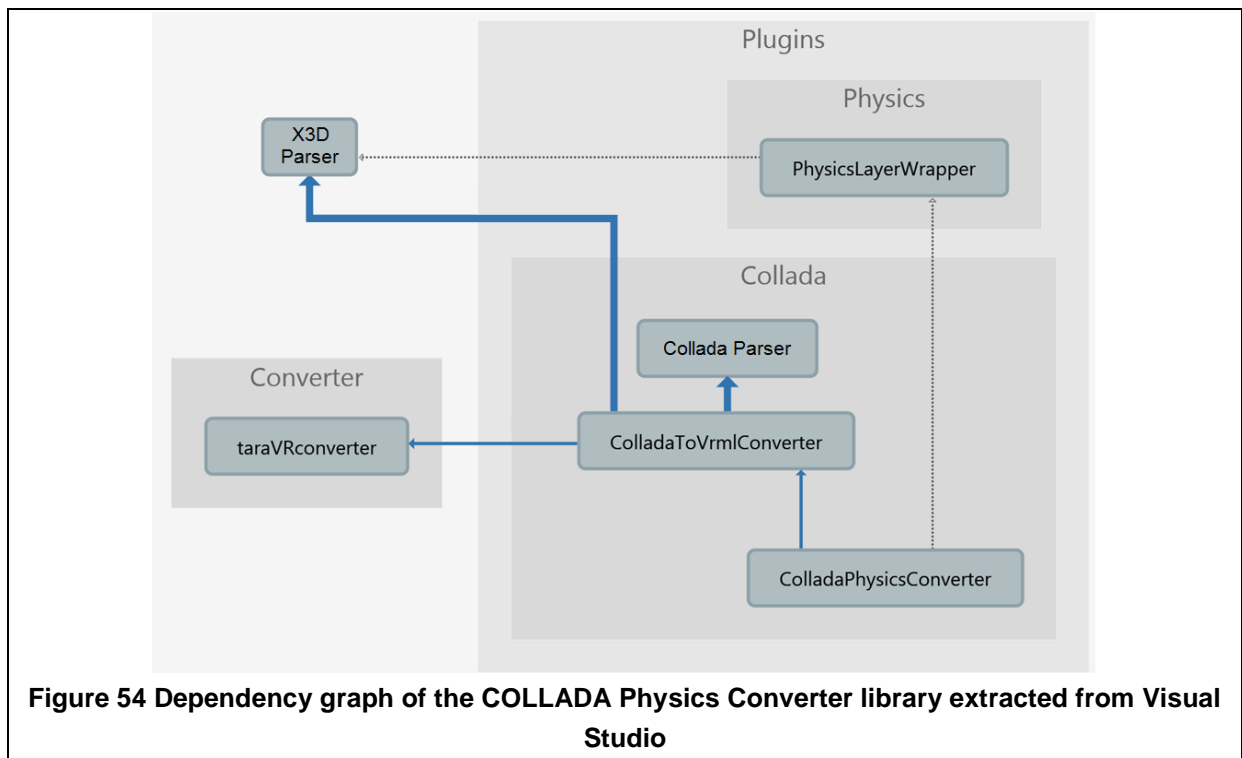 Plugins
Physics
X3D
Parser
PhysicsLayerWrapper
Collada
Collada Parser
Converter
taraVRconverter
ColladaToVrmlConverter
ColladaPhysicsConverter
Figure 54 Dependency graph of the COLLADA Physics Converter library extracted from Visual
Studio